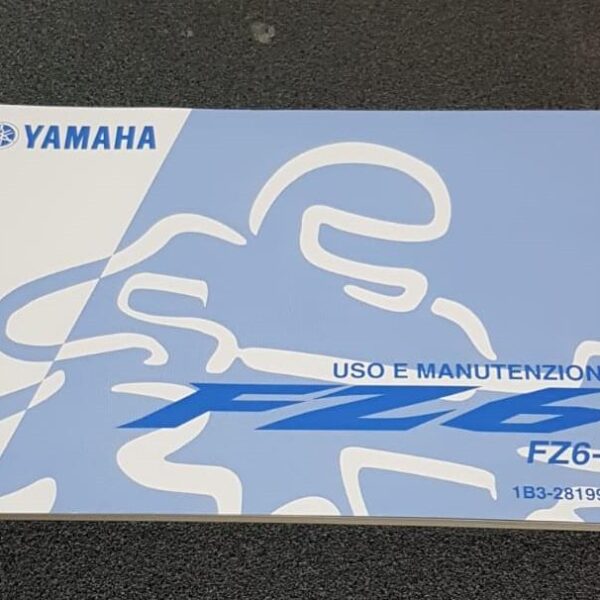 YAMAHA
USO E MANUTENZION
FZ6
FZ6-
1B3-28199